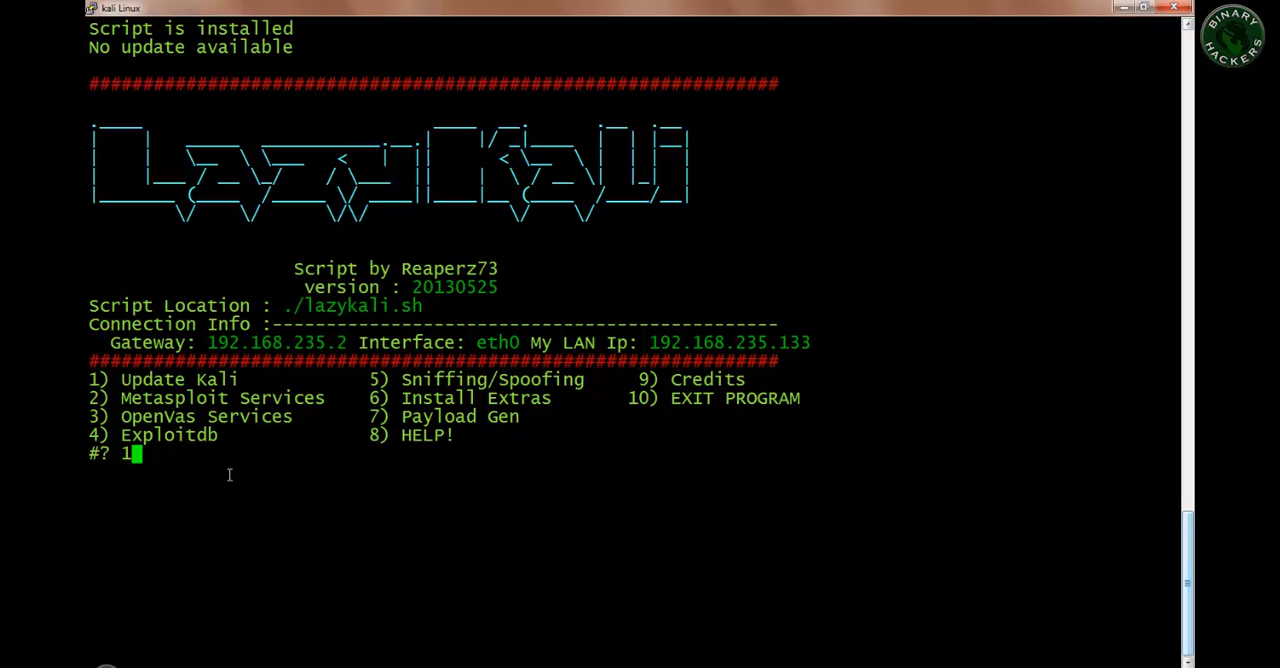 kali Linux
BINARY
HACKERS
Script is installed
No update available
#################################################################
LazyKali
Script by Reaperz73
version : 20130525
Script Location : ./lazykali.sh
Connection Info :-----------------------------------------------
Gateway: 192.168.235.2 Interface: eth0 My LAN Ip: 192.168.235.133
#################################################################
1) Update Kali 5) Sniffing/Spoofing 9) Credits
2) Metasploit Services 6) Install Extras 10) EXIT PROGRAM
3) OpenVas Services 7) Payload Gen
4) Exploitdb 8) HELP!
#? 1